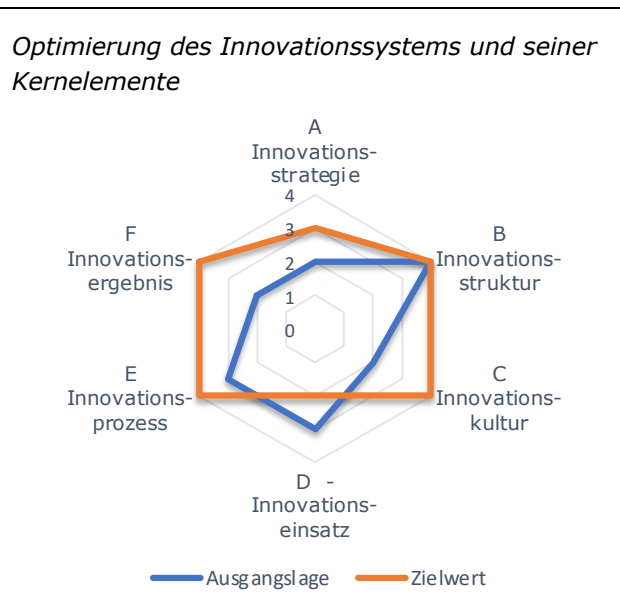 Optimierung des Innovationssystems und seiner
Kernelemente
A
Innovations-
strategie
4
3
2
1
0
B
Innovations-
struktur
C
Innovations-
kultur
D -
Innovations-
einsatz
E
Innovations-
prozess
F
Innovations-
ergebnis
Ausgangslage
Zielwert